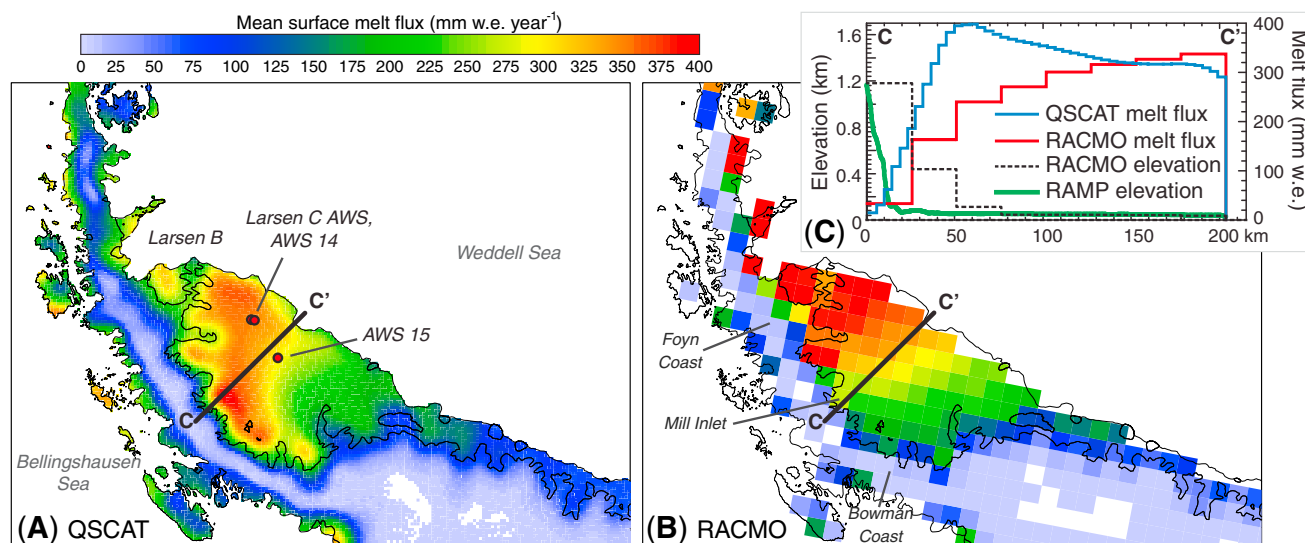 Mean surface melt flux (mm w.e. year-1)
0 25 50 75 100 125 150 175 200 225 250 275 300 325 350 375 400
Larsen C AWS,
AWS 14
Larsen B
Weddell Sea
C'
AWS 15
C
Bellingshausen
Sea
(A) QSCAT
C'
Foyn
Coast
Mill Inlet
C
Bowman
Coast
(B) RACMO
C
C'
Elevation (km)
1.6
1.2
0.8
0.4
0
400
300
200
100
0
Melt flux (mm w.e.)
QSCAT melt flux
RACMO melt flux
RACMO elevation
RAMP elevation
(C)
0 50 100 150 200 km